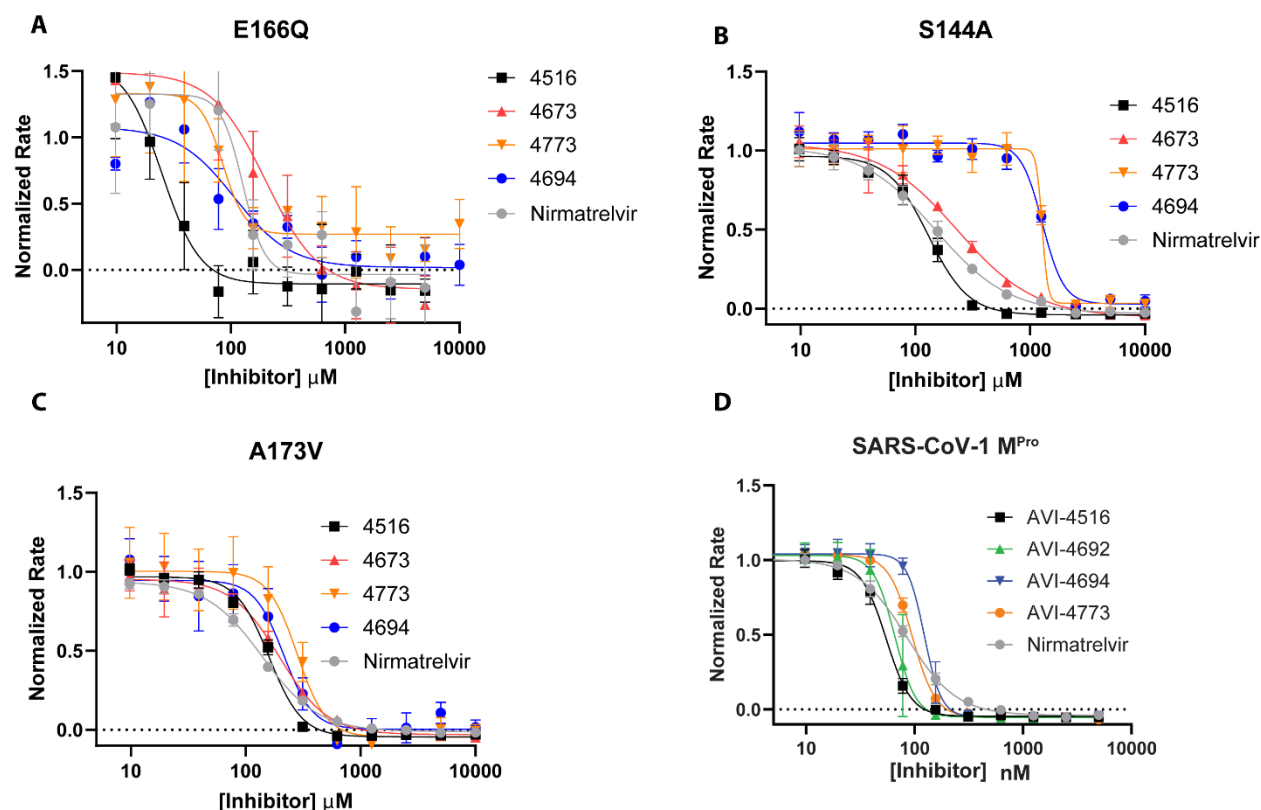 A
E166Q
1.5
1.0
0.5
0.0
Normalized Rate
10
100
1000
10000
[Inhibitor] μM
4516
4673
4773
4694
Nirmatrelvir
B
S144A
1.5
1.0
0.5
0.0
Normalized Rate
10
100
1000
10000
[Inhibitor] μM
4516
4673
4773
4694
Nirmatrelvir
C
A173V
1.5
1.0
0.5
0.0
Normalized Rate
10
100
1000
10000
[Inhibitor] μM
4516
4673
4773
4694
Nirmatrelvir
D
SARS-CoV-1 M^Pro
1.5
1.0
0.5
0.0
Normalized Rate
10
100
1000
10000
[Inhibitor] nM
AVI-4516
AVI-4692
AVI-4694
AVI-4773
Nirmatrelvir